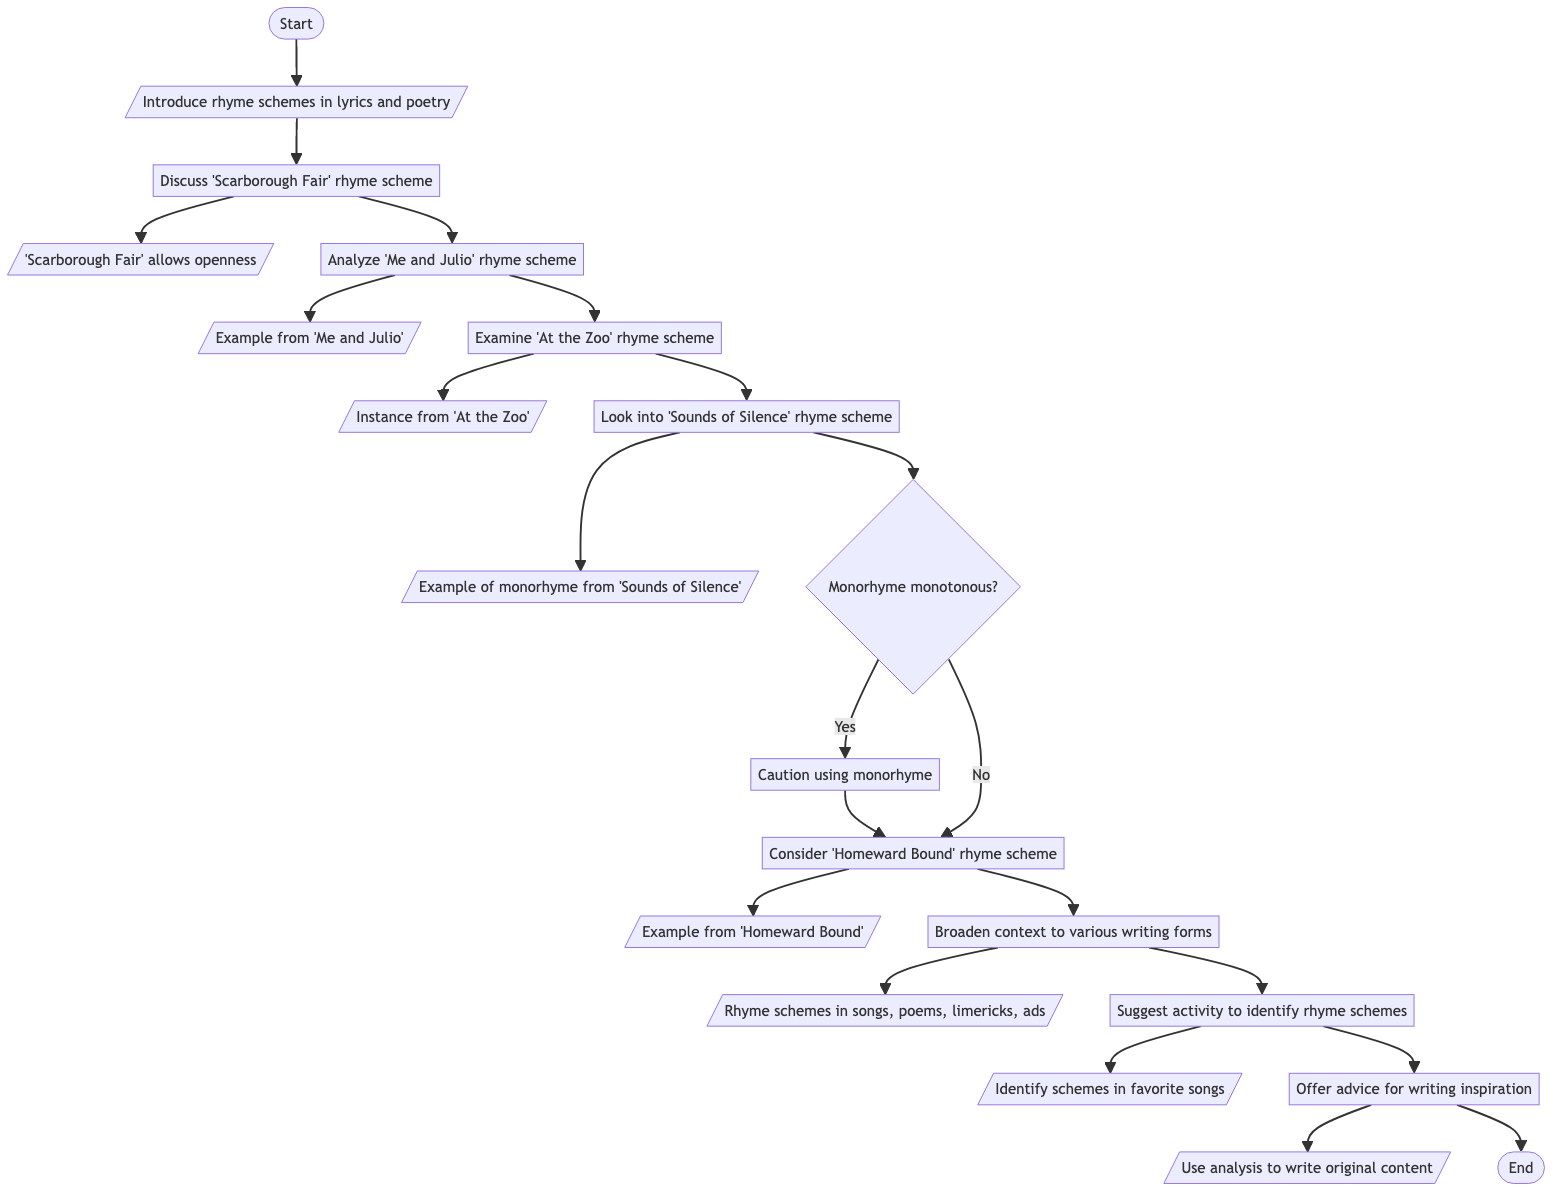 Start
Introduce rhyme schemes in lyrics and poetry
Discuss 'Scarborough Fair' rhyme scheme
'Scarborough Fair' allows openness
Analyze 'Me and Julio' rhyme scheme
Example from 'Me and Julio'
Examine 'At the Zoo' rhyme scheme
Instance from 'At the Zoo'
Look into 'Sounds of Silence' rhyme scheme
Example of monorhyme from 'Sounds of Silence'
Monorhyme monotonous?
Yes
No
Caution using monorhyme
Consider 'Homeward Bound' rhyme scheme
Example from 'Homeward Bound'
Broaden context to various writing forms
Rhyme schemes in songs, poems, limericks, ads
Suggest activity to identify rhyme schemes
Identify schemes in favorite songs
Offer advice for writing inspiration
Use analysis to write original content
End